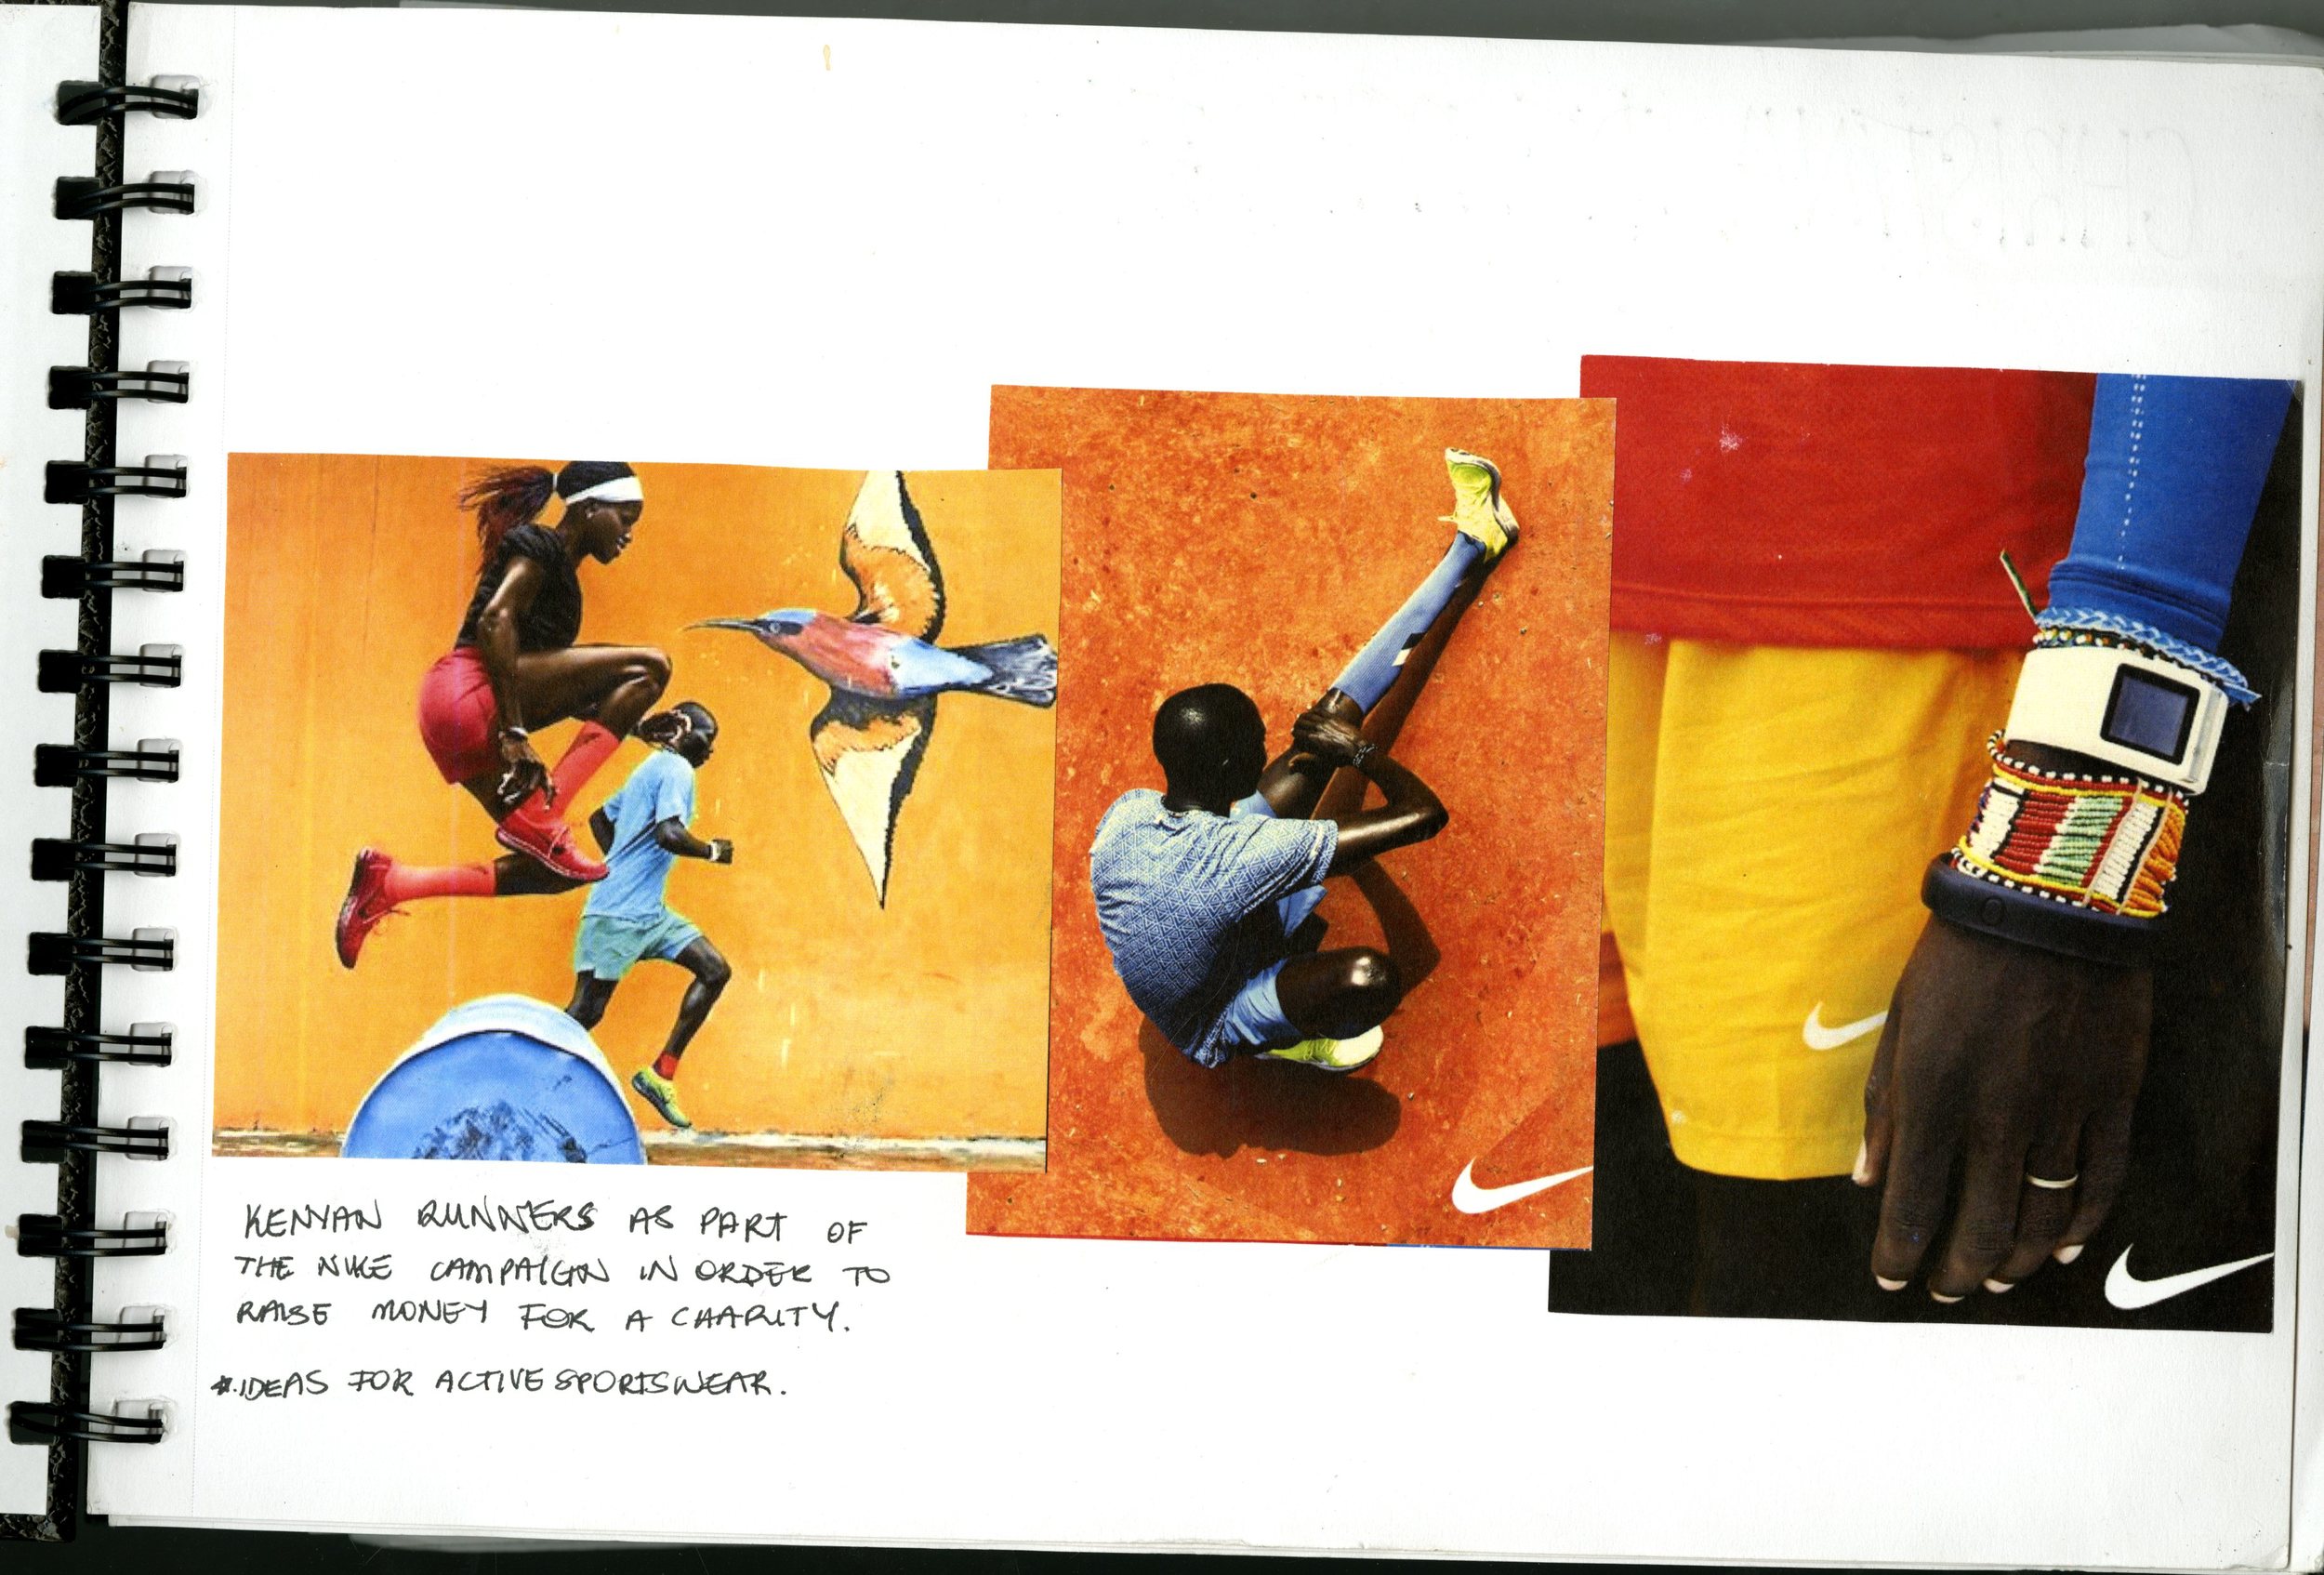 KENYAN RUNNERS AS PART OF
THE NIKE CAMPAIGN IN ORDER TO
RAISE MONEY FOR A CHARITY.
*.IDEAS FOR ACTIVE SPORTSWEAR.